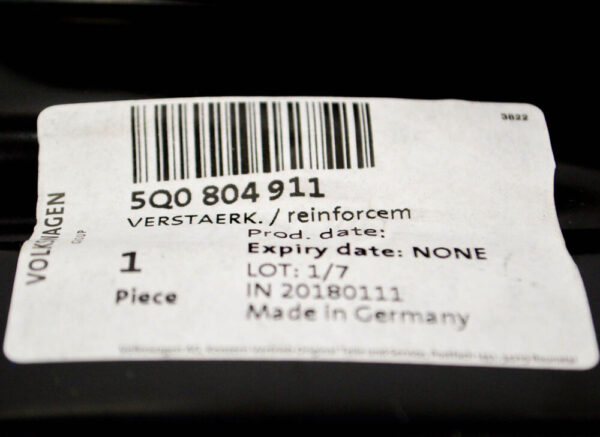 3822
5Q0 804 911
VERSTAERK. / reinforcem
Prod. date:
Expiry date: NONE
1
Piece
LOT: 1/7
IN 20180111
Made in Germany
VOLKWAGEN